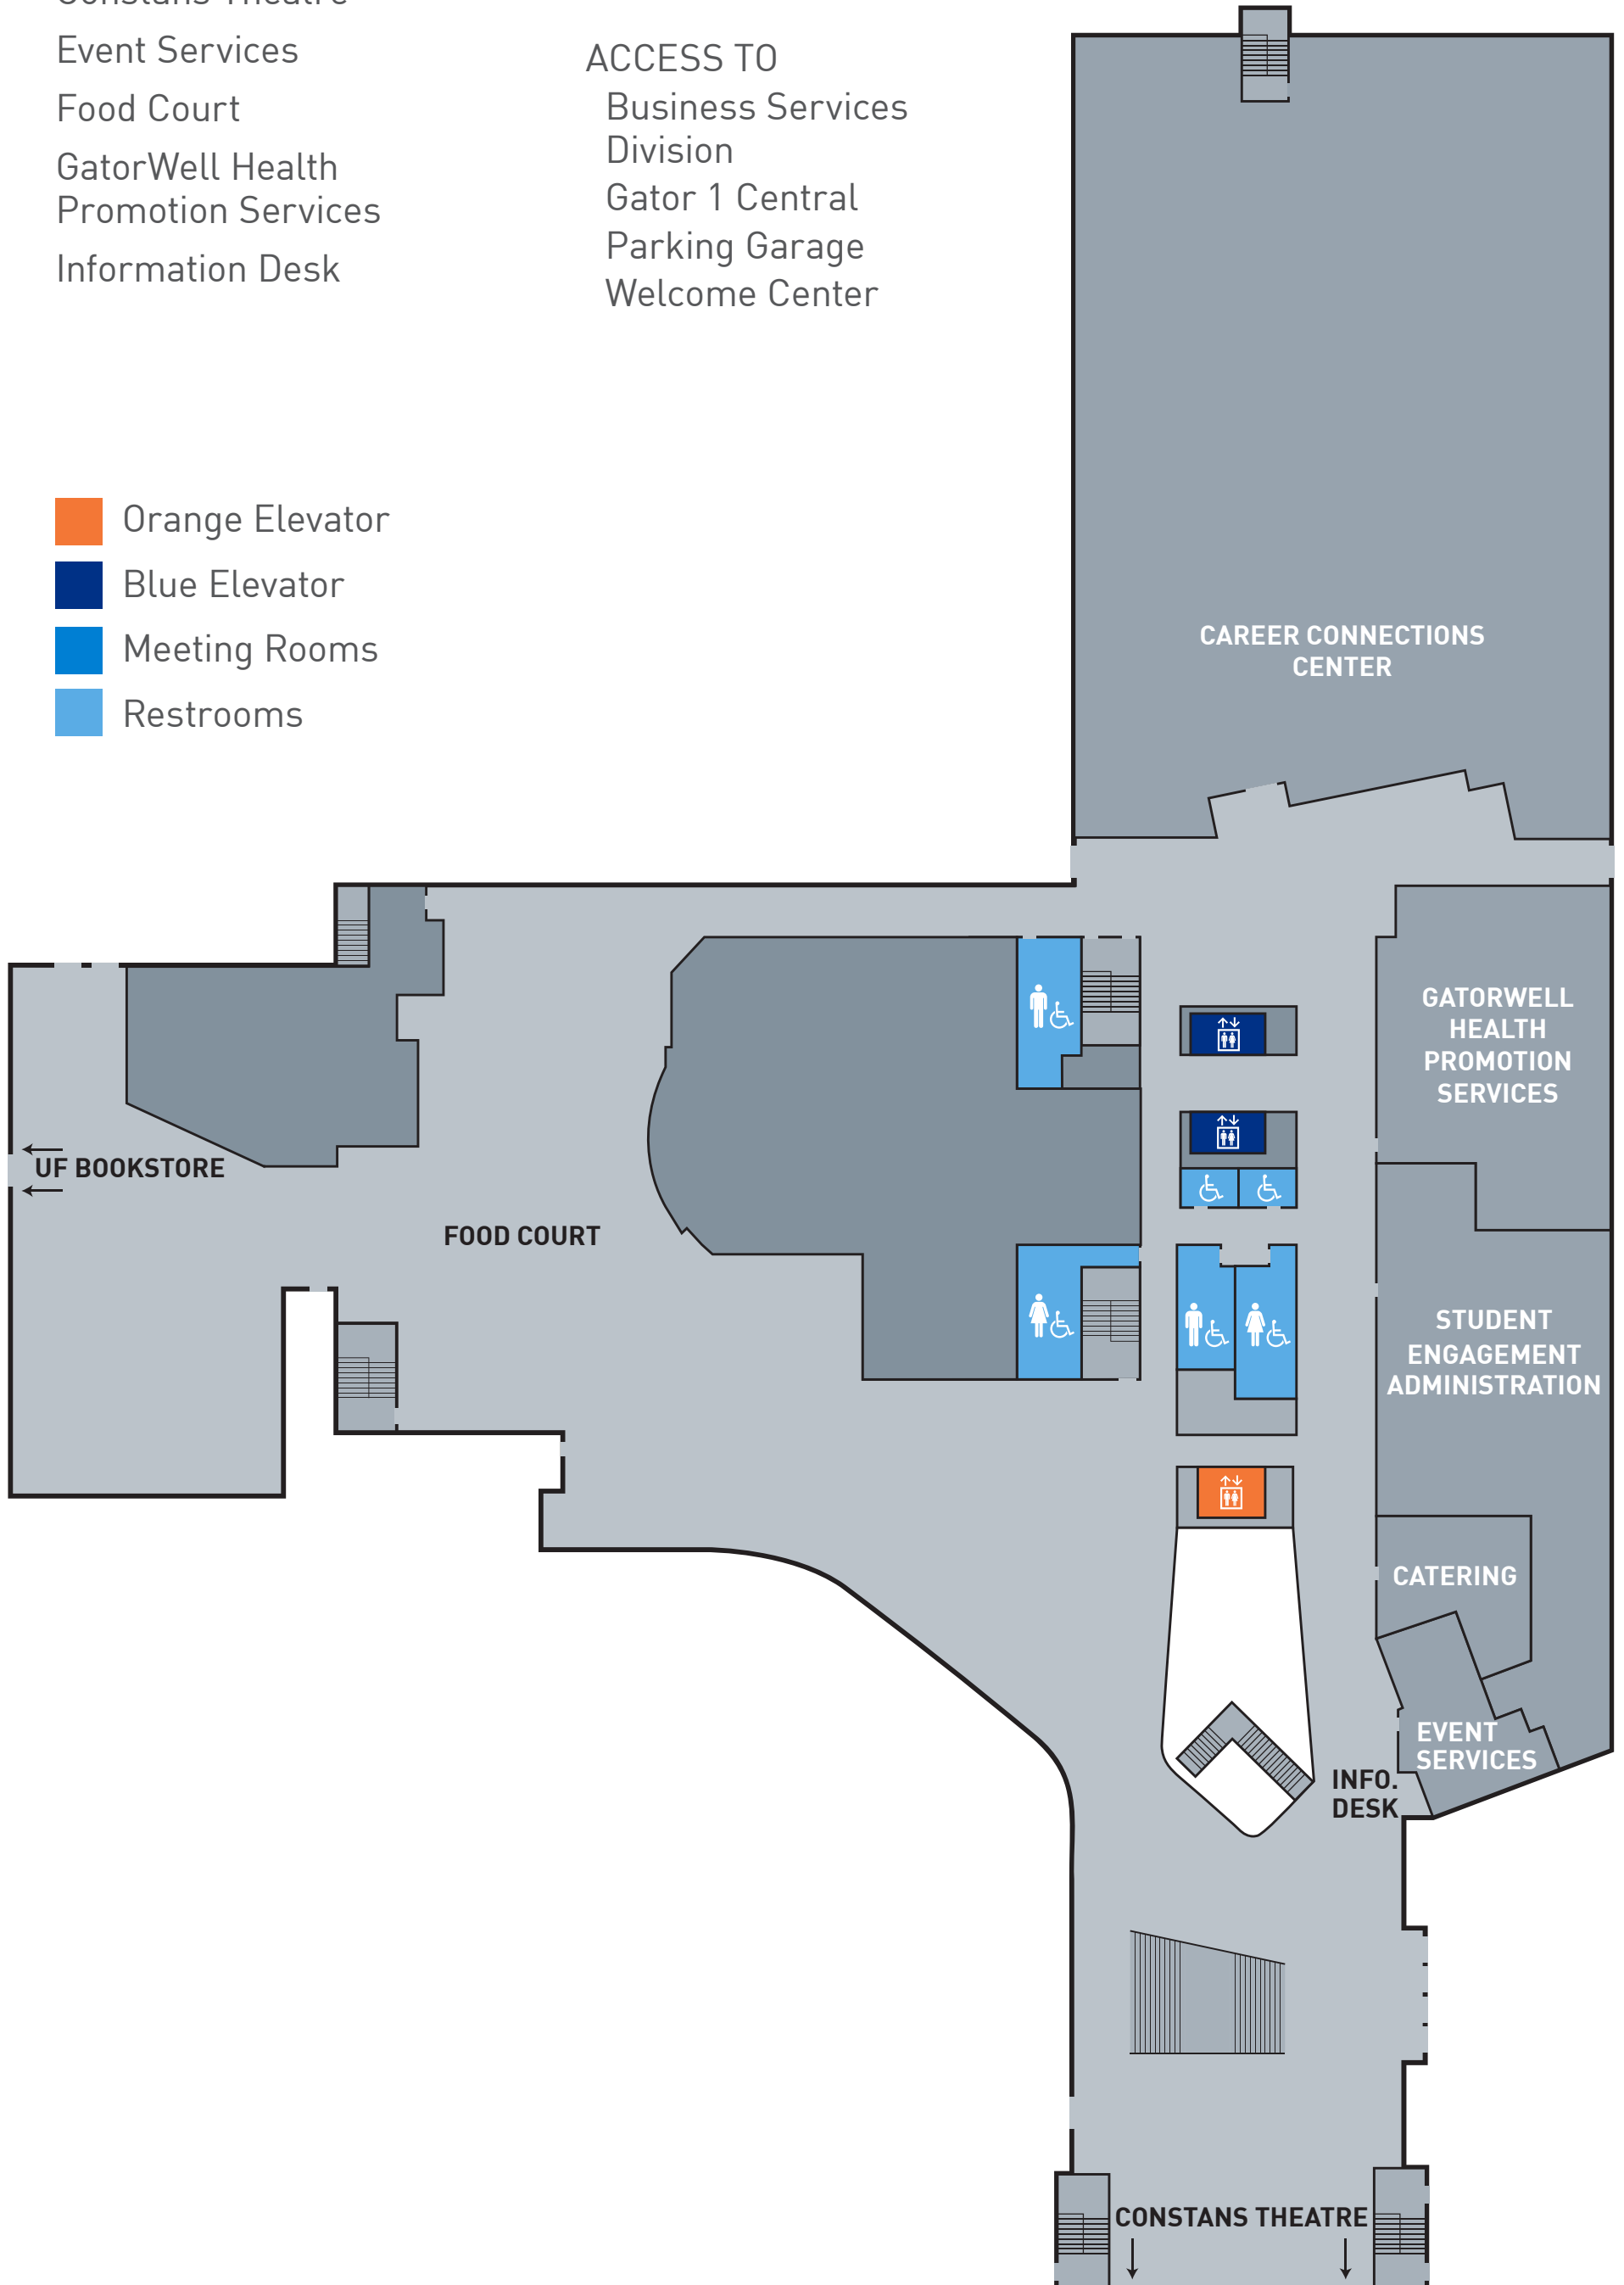 Constans Theatre
Event Services
Food Court
GatorWell Health
Promotion Services
Information Desk
ACCESS TO
Business Services
Division
Gator 1 Central
Parking Garage
Welcome Center
Orange Elevator
Blue Elevator
Meeting Rooms
Restrooms
CAREER CONNECTIONS
CENTER
GATORWELL
HEALTH
PROMOTION
SERVICES
UF BOOKSTORE
FOOD COURT
STUDENT
ENGAGEMENT
ADMINISTRATION
CATERING
EVENT
SERVICES
INFO.
DESK
CONSTANS THEATRE